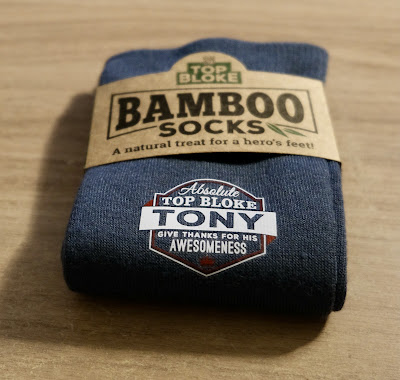 TOP
BLOKE
BAMBOO
SOCKS
A natural treat for a hero's feet!
Absolute
TOP BLOKE
TONY
GIVE THANKS FOR HIS
AWESOMENESS